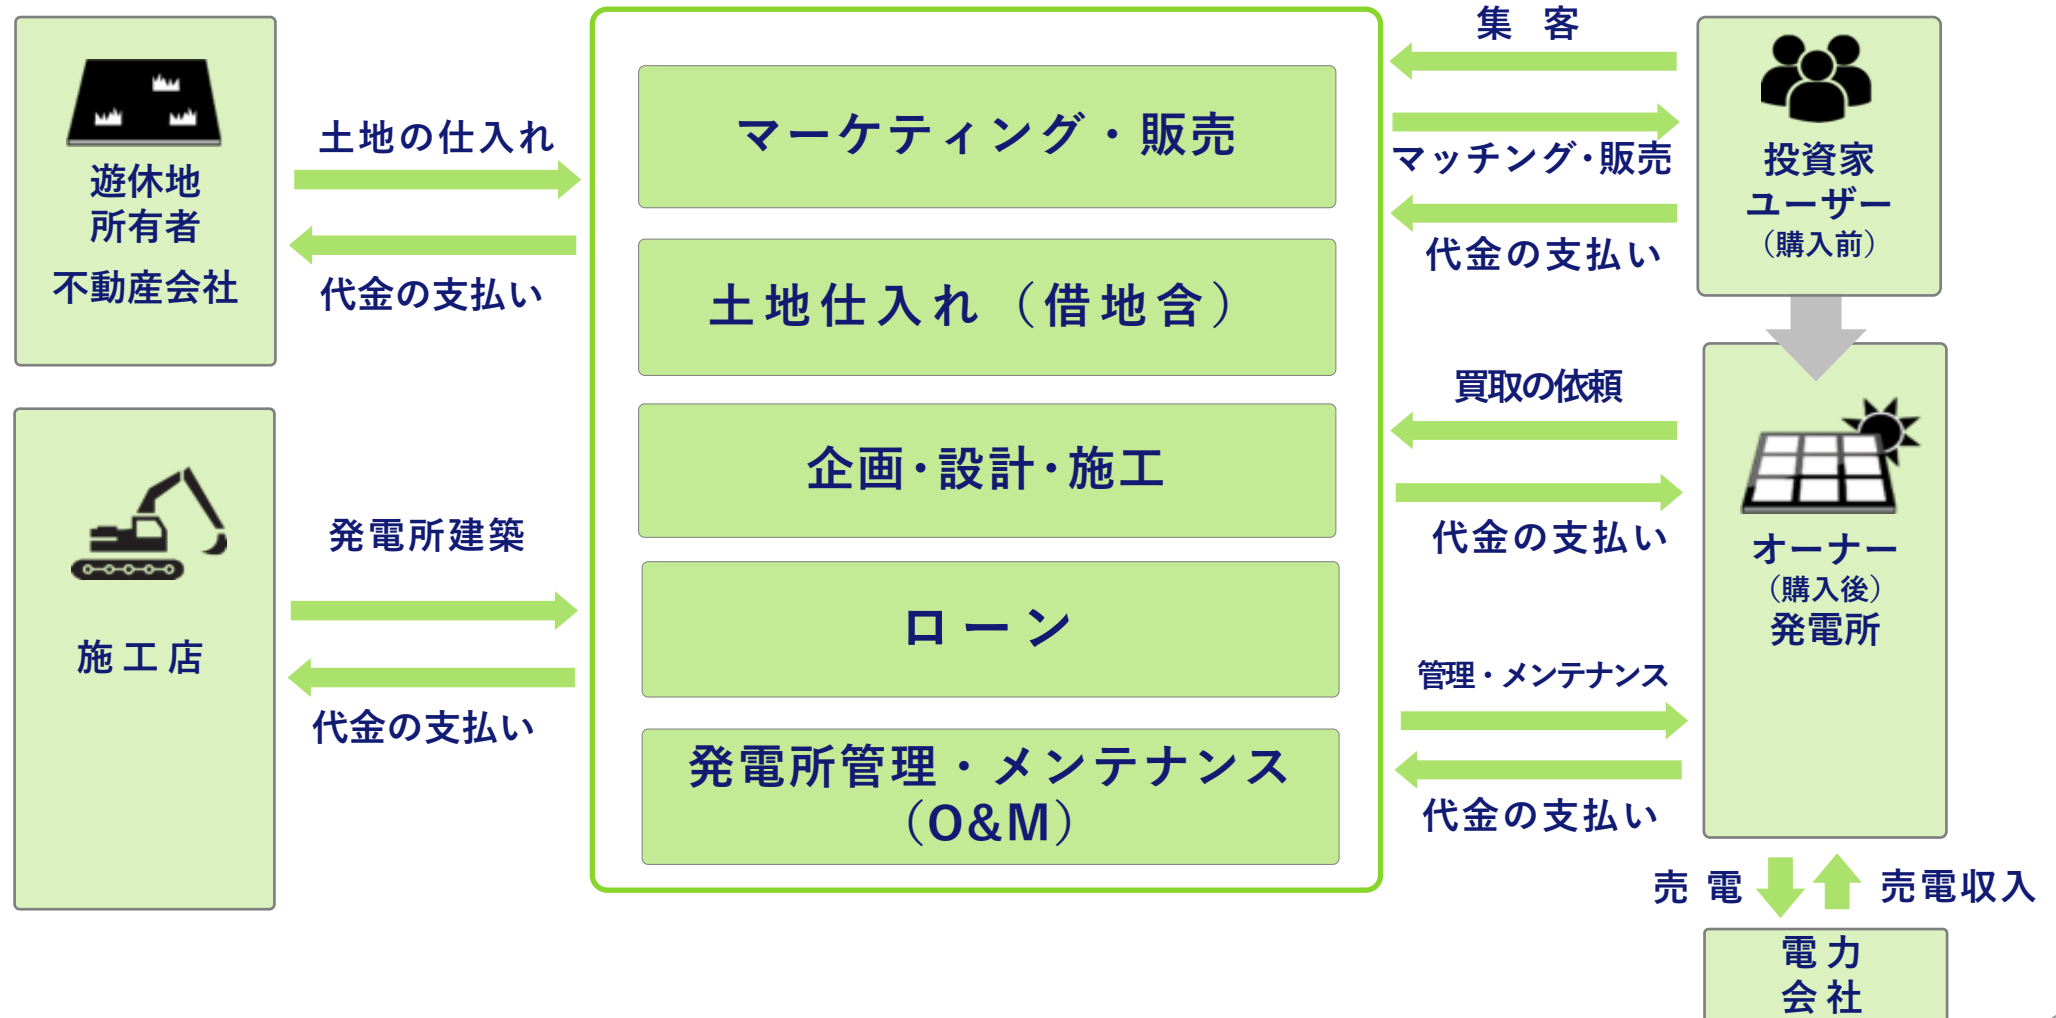 遊休地
所有者
不動産会社
土地の仕入れ
代金の支払い
施工店
発電所建築
代金の支払い
マーケティング・販売
土地仕入れ（借地含）
企画・設計・施工
ローン
発電所管理・メンテナンス
（O&M）
集 客
マッチング・販売
代金の支払い
投資家
ユーザー
（購入前）
買取の依頼
代金の支払い
管理・メンテナンス
代金の支払い
オーナー
（購入後）
発電所
売 電
売電収入
電力
会社